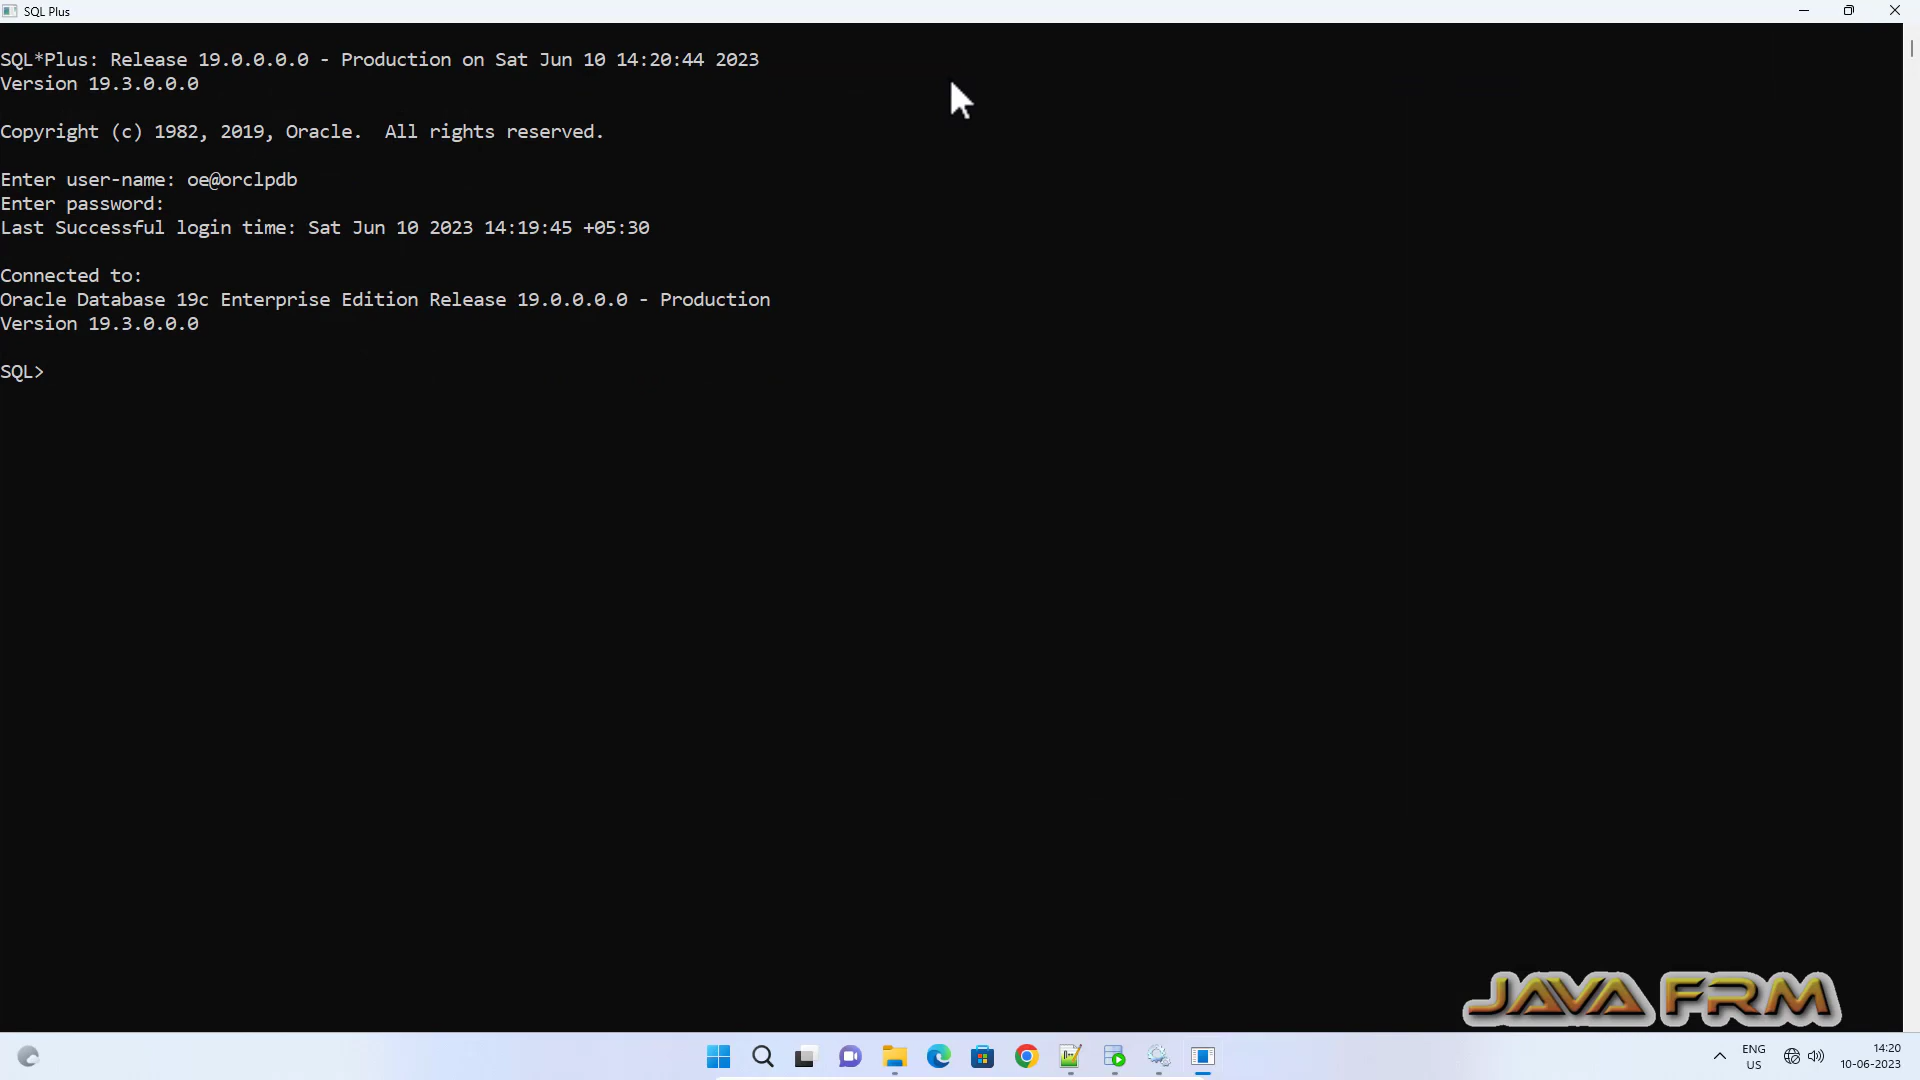 SQL Plus
SQL*Plus: Release 19.0.0.0.0 - Production on Sat Jun 10 14:20:44 2023
Version 19.3.0.0.0
Copyright (c) 1982, 2019, Oracle.  All rights reserved.
Enter user-name: oe@orclpdb
Enter password:
Last Successful login time: Sat Jun 10 2023 14:19:45 +05:30
Connected to:
Oracle Database 19c Enterprise Edition Release 19.0.0.0.0 - Production
Version 19.3.0.0.0
SQL>
JAVA FRM
ENG
US
14:20
10-06-2023